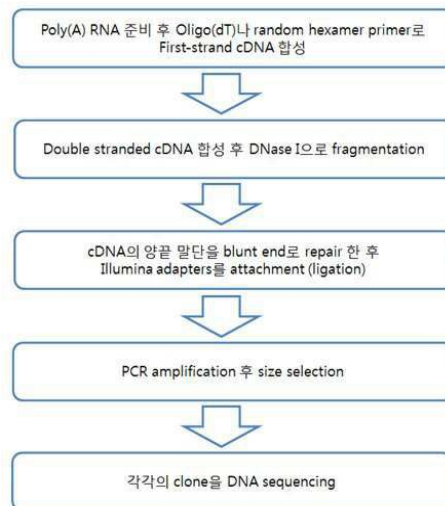 Poly(A) RNA 준비 후 Oligo(dT)나 random hexamer primer로
First-strand cDNA 합성
Double stranded cDNA 합성 후 DNase I으로 fragmentation
cDNA의 양끝 말단을 blunt end로 repair 한 후
Illumina adapters를 attachment (ligation)
PCR amplification 후 size selection
각각의 clone을 DNA sequencing